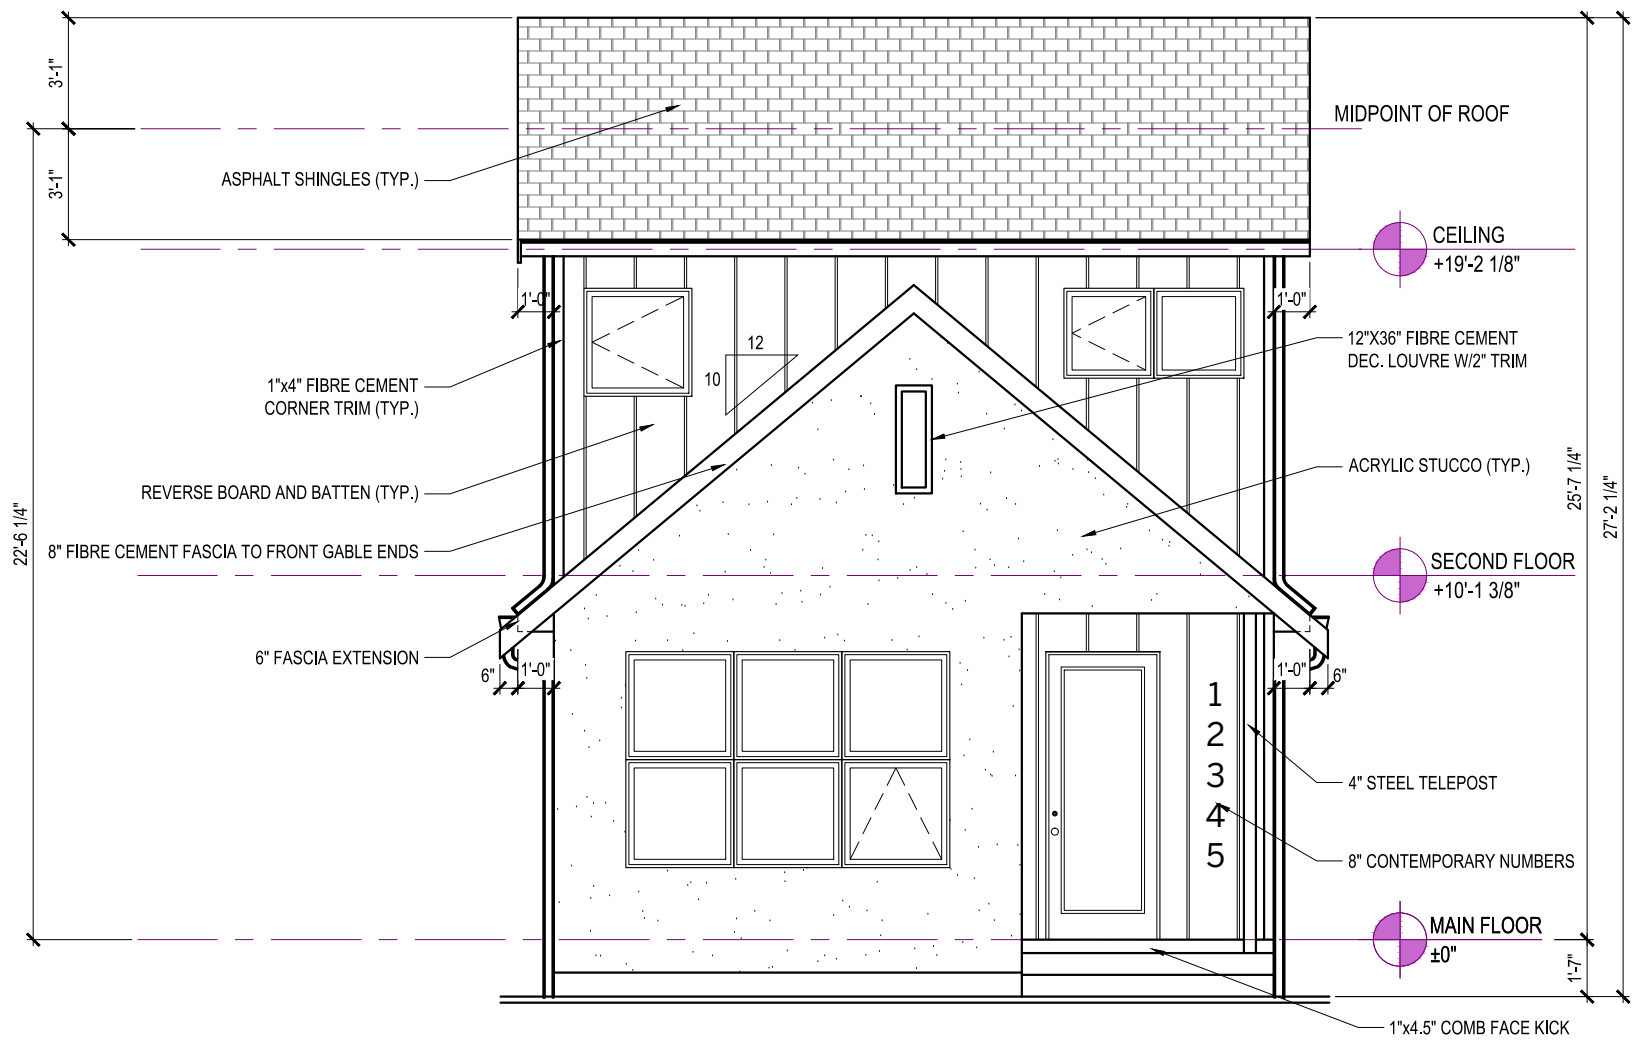 3'-1"
MIDPOINT OF ROOF
ASPHALT SHINGLES (TYP.)
3'-1"
CEILING
+19'-2 1/8"
1'-0"
1'-0"
12
10
12"X36" FIBRE CEMENT
DEC. LOUVRE W/2" TRIM
1"x4" FIBRE CEMENT
CORNER TRIM (TYP.)
ACRYLIC STUCCO (TYP.)
REVERSE BOARD AND BATTEN (TYP.)
25'-7 1/4"
27'-2 1/4"
22'-6 1/4"
8" FIBRE CEMENT FASCIA TO FRONT GABLE ENDS
SECOND FLOOR
+10'-1 3/8"
6" FASCIA EXTENSION
6"
1'-0"
1'-0"
6"
1
2
3
4
5
4" STEEL TELEPOST
8" CONTEMPORARY NUMBERS
MAIN FLOOR
±0"
1'-7"
1"x4.5" COMB FACE KICK